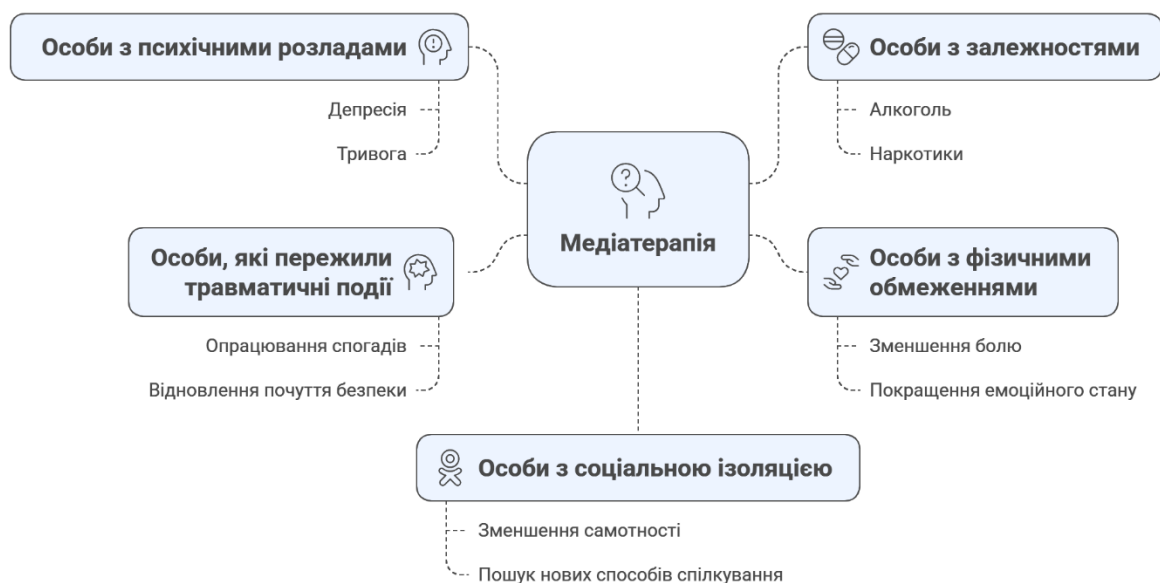 Особи з психічними розладами
Депресія
Тривога
Особи з залежностями
Алкоголь
Наркотики
Медіатерапія
Особи, які пережили
травматичні події
Опрацювання спогадів
Відновлення почуття безпеки
Особи з фізичними
обмеженнями
Зменшення болю
Покращення емоційного стану
Особи з соціальною ізоляцією
Зменшення самотності
Пошук нових способів спілкування